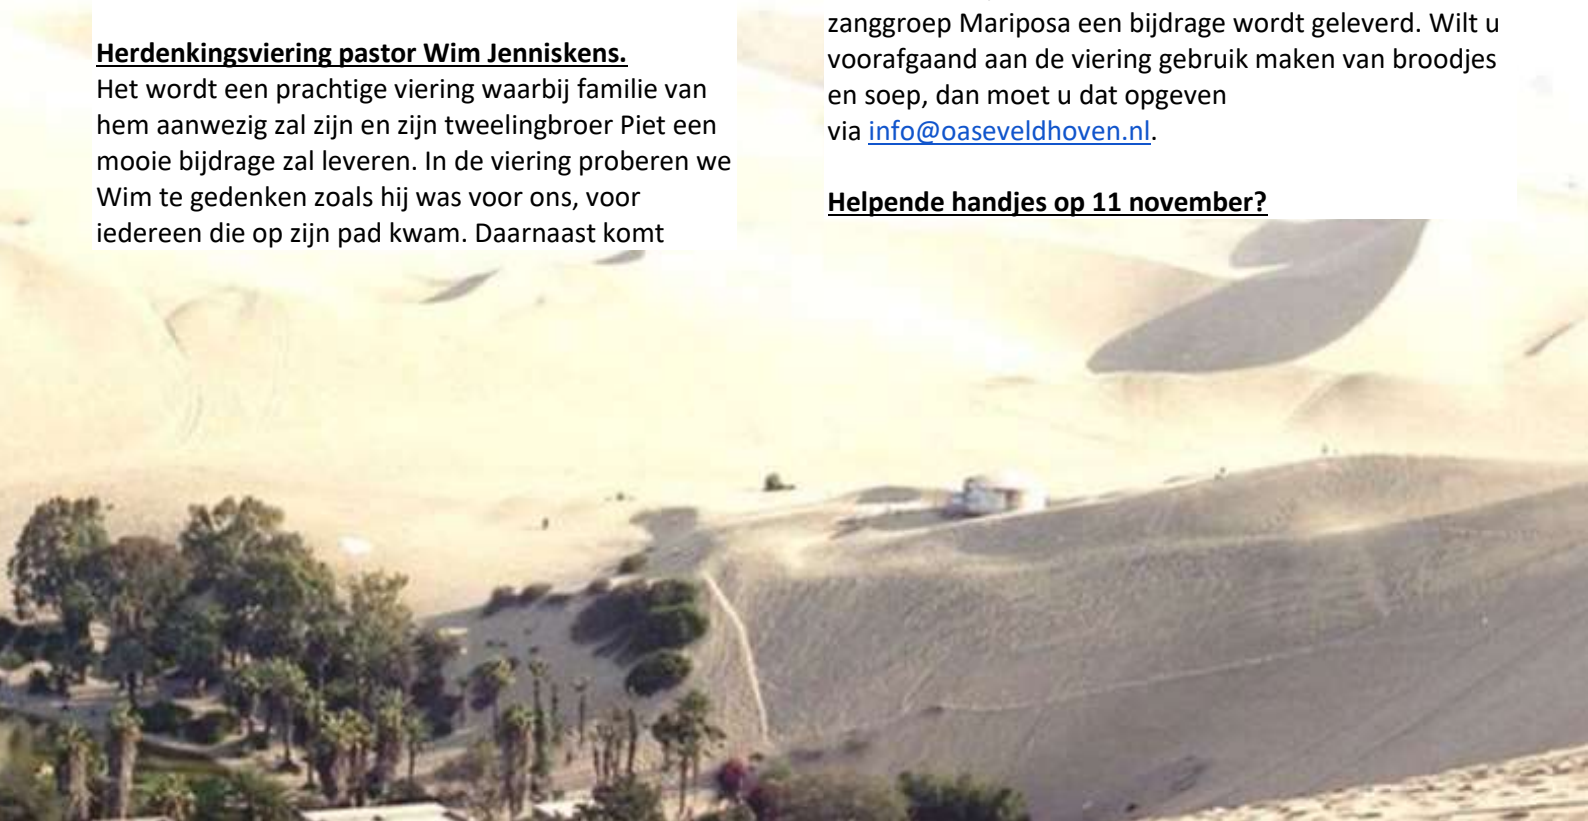 Herdenkingsviering pastor Wim Jenniskens.
Het wordt een prachtige viering waarbij familie van
hem aanwezig zal zijn en zijn tweelingbroer Piet een
mooie bijdrage zal leveren. In de viering proberen we
Wim te gedenken zoals hij was voor ons, voor
iedereen die op zijn pad kwam. Daarnaast komt
zanggroep Mariposa een bijdrage wordt geleverd. Wilt u
voorafgaand aan de viering gebruik maken van broodjes
en soep, dan moet u dat opgeven
via info@oaseveldhoven.nl.
Helpende handjes op 11 november?